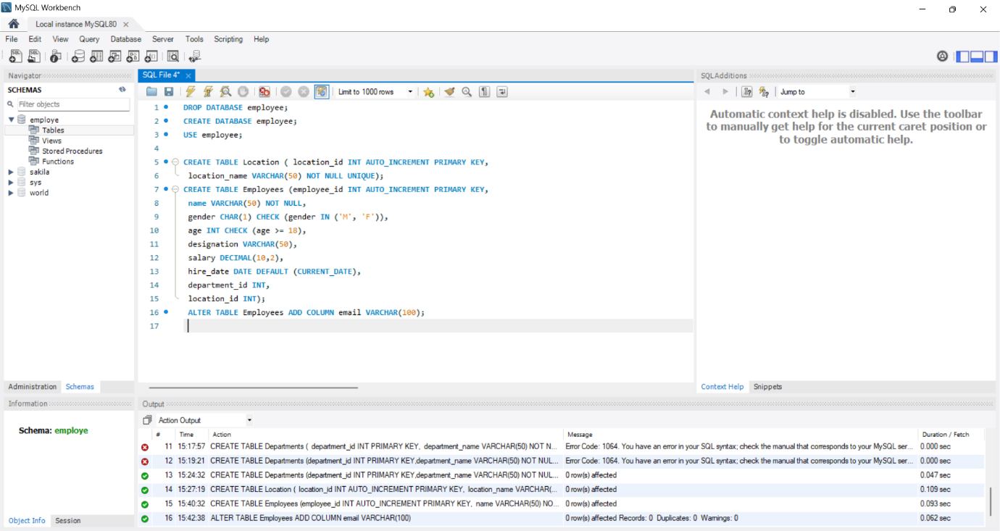 MySQL Workbench
Local instance MySQL80
File Edit View Query Database Server Tools Scripting Help
Navigator
SCHEMAS
Filter objects
employe
Tables
Views
Stored Procedures
Functions
sakila
sys
world
Administration Schemas
Information
Schema: employe
Object Info Session
SQL File 4*
Limit to 1000 rows
1 DROP DATABASE employee;
2 CREATE DATABASE employee;
3 USE employee;
4
5 CREATE TABLE Location ( location_id INT AUTO_INCREMENT PRIMARY KEY,
6 location_name VARCHAR(50) NOT NULL UNIQUE);
7 CREATE TABLE Employees (employee_id INT AUTO_INCREMENT PRIMARY KEY,
8 name VARCHAR(50) NOT NULL,
9 gender CHAR(1) CHECK (gender IN ('M', 'F')),
10 age INT CHECK (age >= 18),
11 designation VARCHAR(50),
12 salary DECIMAL(10,2),
13 hire_date DATE DEFAULT (CURRENT_DATE),
14 department_id INT,
15 location_id INT);
16 ALTER TABLE Employees ADD COLUMN email VARCHAR(100);
17
SQLAdditions
Jump to
Automatic context help is disabled. Use the toolbar
to manually get help for the current caret position or
to toggle automatic help.
Context Help Snippets
Output
Action Output
# Time Action Message Duration / Fetch
11 15:17:57 CREATE TABLE Departments ( department_id INT PRIMARY KEY, department_name VARCHAR(50) NOT N... Error Code: 1064. You have an error in your SQL syntax; check the manual that corresponds to your MySQL ser... 0.000 sec
12 15:19:21 CREATE TABLE Departments (department_id INT PRIMARY KEY,department_name VARCHAR(50) NOT NUL... Error Code: 1064. You have an error in your SQL syntax; check the manual that corresponds to your MySQL ser... 0.000 sec
13 15:24:32 CREATE TABLE Departments (department_id INT PRIMARY KEY,department_name VARCHAR(50) NOT NUL... 0 row(s) affected 0.047 sec
14 15:27:19 CREATE TABLE Location ( location_id INT AUTO_INCREMENT PRIMARY KEY, location_name VARCHAR(... 0 row(s) affected 0.109 sec
15 15:40:32 CREATE TABLE Employees (employee_id INT AUTO_INCREMENT PRIMARY KEY, name VARCHAR(50) NO... 0 row(s) affected 0.093 sec
16 15:42:38 ALTER TABLE Employees ADD COLUMN email VARCHAR(100) 0 row(s) affected Records: 0 Duplicates: 0 Warnings: 0 0.062 sec